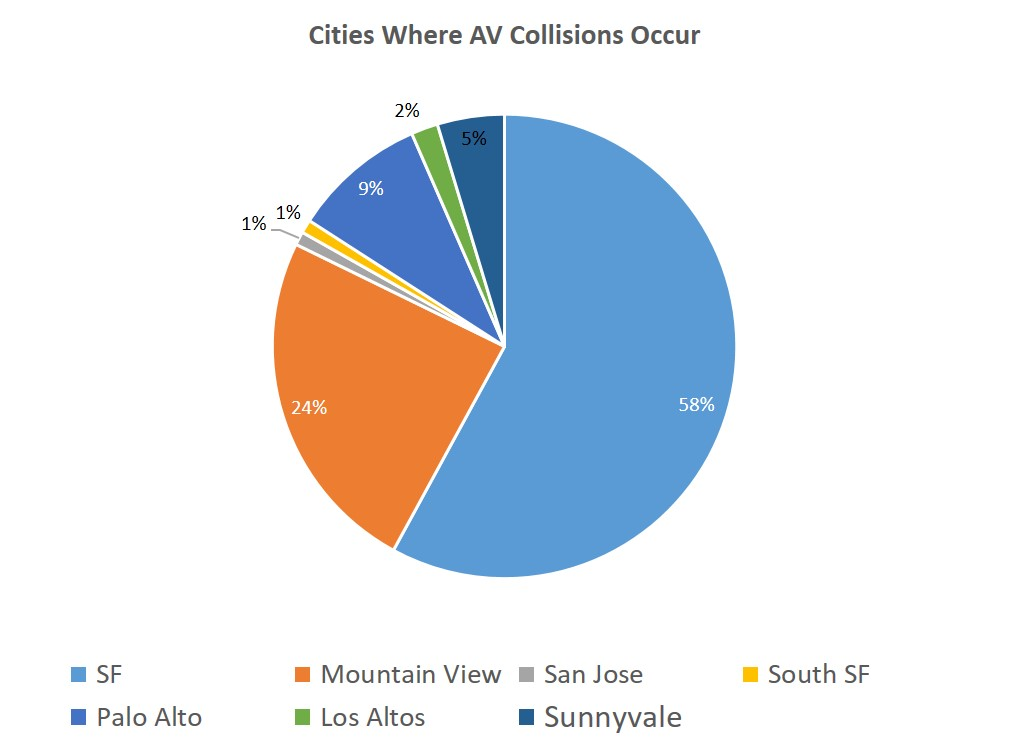 Cities Where AV Collisions Occur
2%
5%
9%
1%
1%
24%
58%
SF Mountain View San Jose South SF
Palo Alto Los Altos Sunnyvale